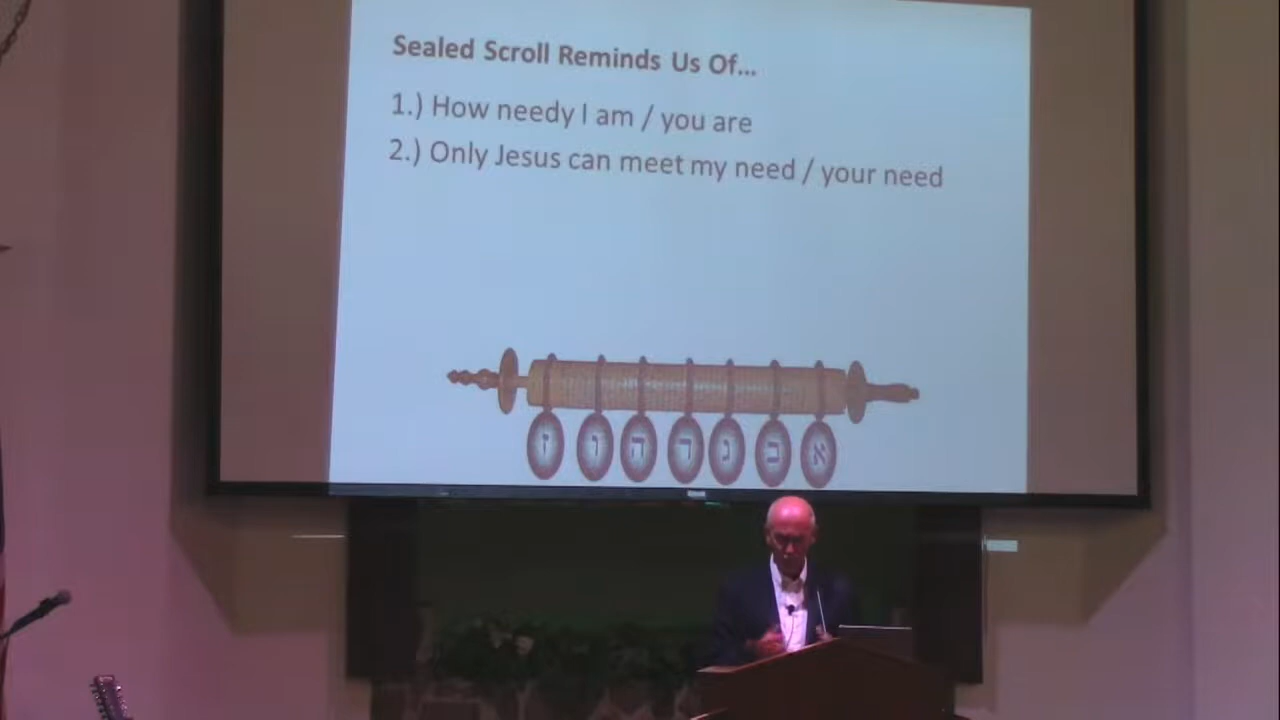 Sealed Scroll Reminds Us Of...
1.) How needy I am / you are
2.) Only Jesus can meet my need / your need
א ב ג ד ה ו ז